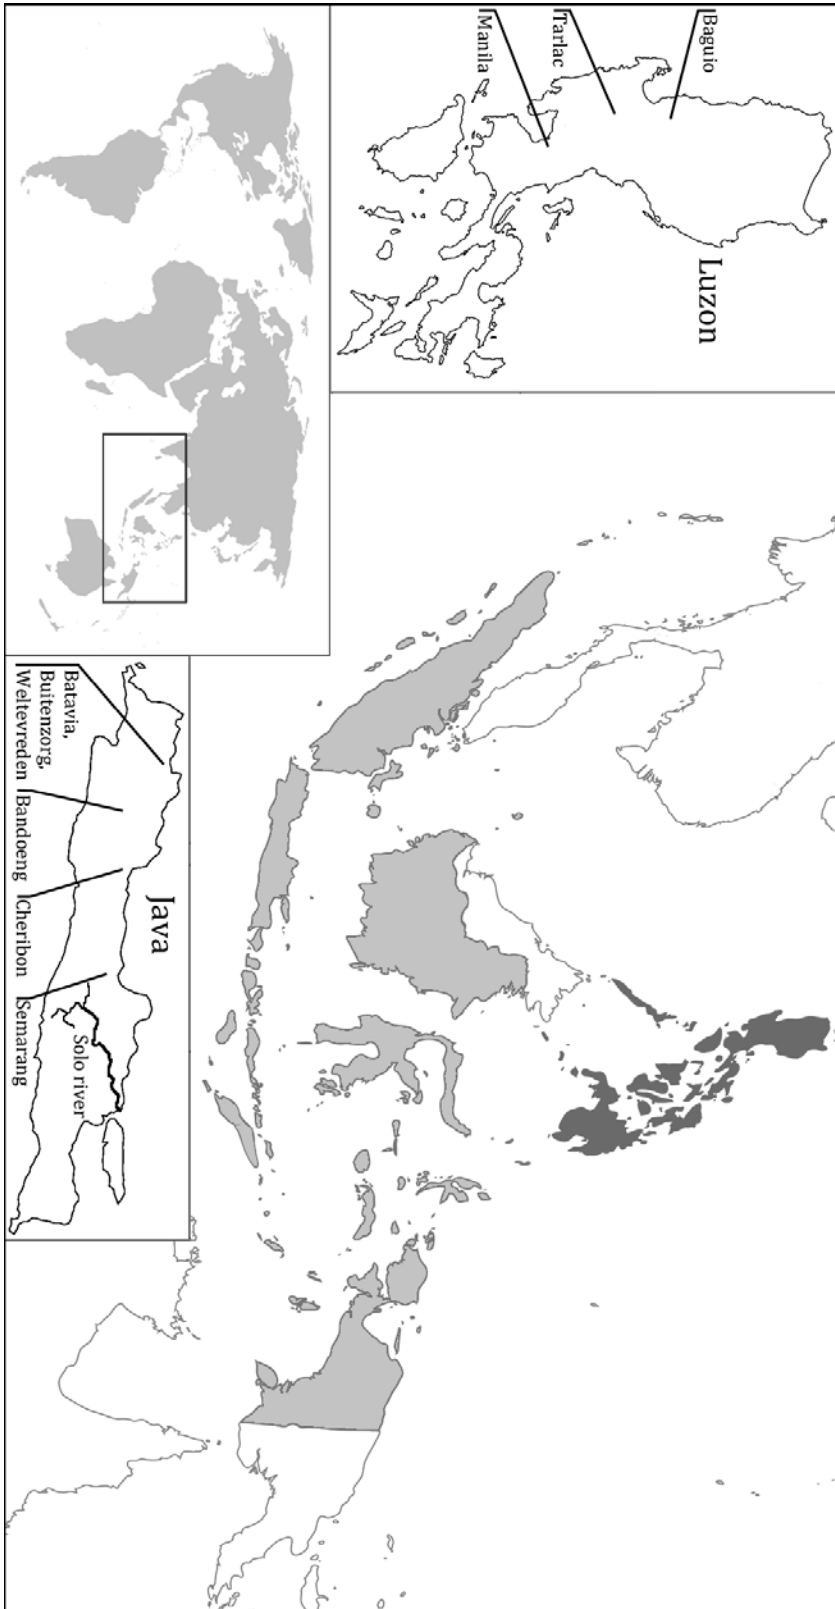 Baguio
Tarlac
Manila
Luzon
Batavia,
Buitenzorg,
Weltevreden
Bandoeng
Cheribon
Semarang
Java
Solo river